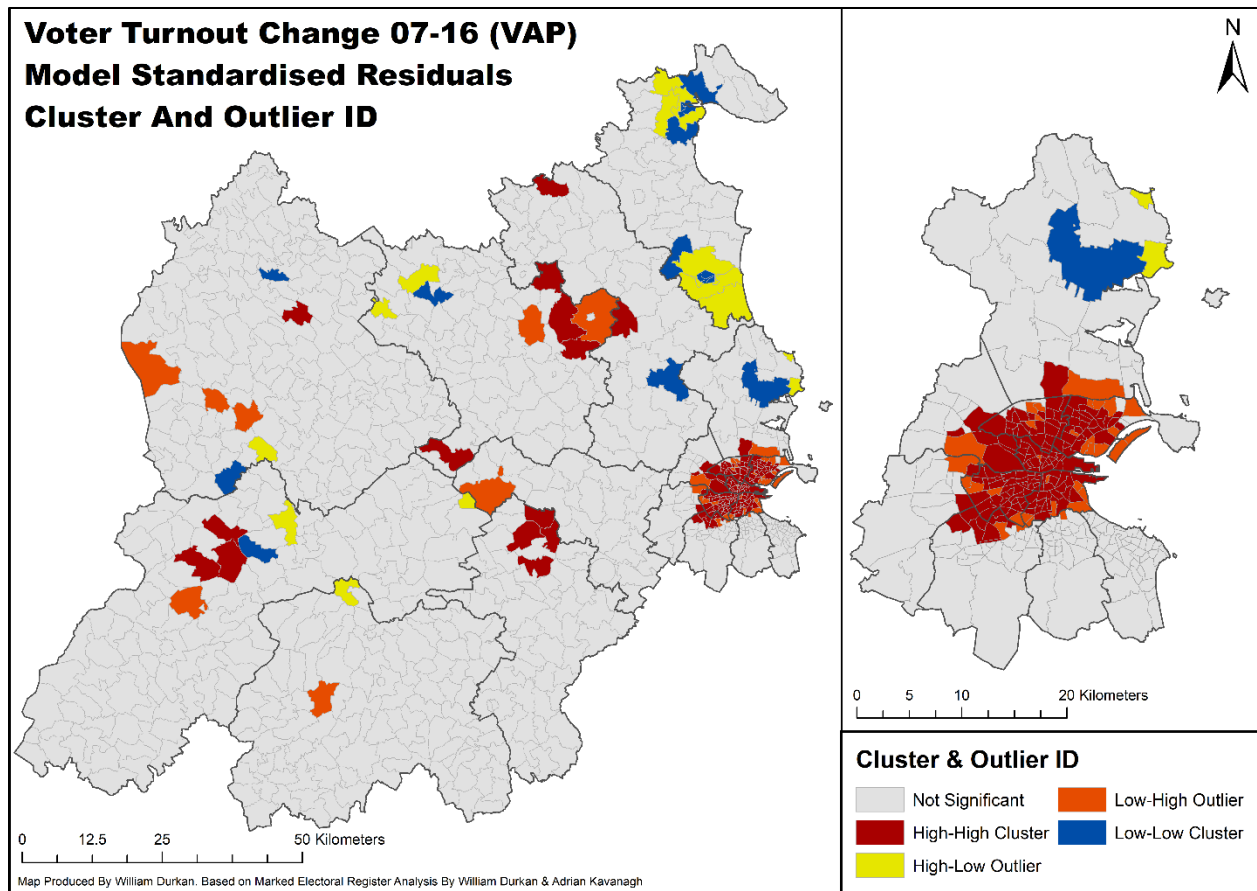 Voter Turnout Change 07-16 (VAP)
Model Standardised Residuals
Cluster And Outlier ID
N
0 12.5 25 50 Kilometers
Map Produced By William Durkan. Based on Marked Electoral Register Analysis By William Durkan & Adrian Kavanagh
0 5 10 20 Kilometers
Cluster & Outlier ID
Not Significant
High-High Cluster
High-Low Outlier
Low-High Outlier
Low-Low Cluster